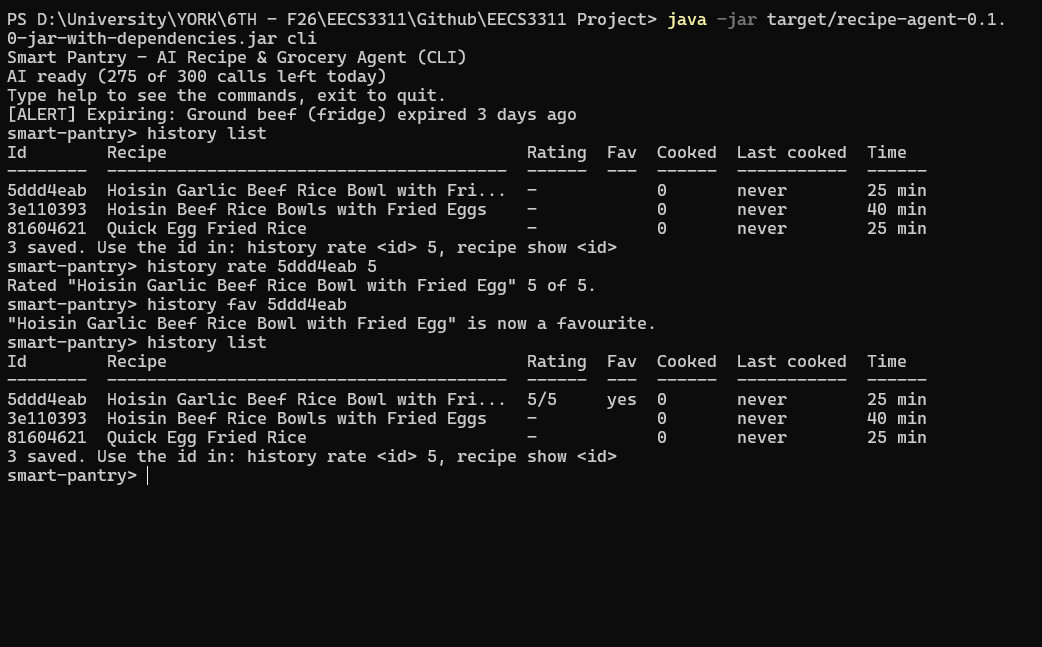 PS D:\University\YORK\6TH - F26\EECS3311\Github\EECS3311 Project> java -jar target/recipe-agent-0.1.
0-jar-with-dependencies.jar cli
Smart Pantry - AI Recipe & Grocery Agent (CLI)
AI ready (275 of 300 calls left today)
Type help to see the commands, exit to quit.
[ALERT] Expiring: Ground beef (fridge) expired 3 days ago
smart-pantry> history list
Id        Recipe                                    Rating  Fav  Cooked  Last cooked  Time
--------  ----------------------------------------  ------  ---  ------  -----------  ------
5ddd4eab  Hoisin Garlic Beef Rice Bowl with Fri...  -            0       never        25 min
3e110393  Hoisin Beef Rice Bowls with Fried Eggs    -            0       never        40 min
81604621  Quick Egg Fried Rice                      -            0       never        25 min
3 saved. Use the id in: history rate <id> 5, recipe show <id>
smart-pantry> history rate 5ddd4eab 5
Rated "Hoisin Garlic Beef Rice Bowl with Fried Egg" 5 of 5.
smart-pantry> history fav 5ddd4eab
"Hoisin Garlic Beef Rice Bowl with Fried Egg" is now a favourite.
smart-pantry> history list
Id        Recipe                                    Rating  Fav  Cooked  Last cooked  Time
--------  ----------------------------------------  ------  ---  ------  -----------  ------
5ddd4eab  Hoisin Garlic Beef Rice Bowl with Fri...  5/5     yes  0       never        25 min
3e110393  Hoisin Beef Rice Bowls with Fried Eggs    -            0       never        40 min
81604621  Quick Egg Fried Rice                      -            0       never        25 min
3 saved. Use the id in: history rate <id> 5, recipe show <id>
smart-pantry>